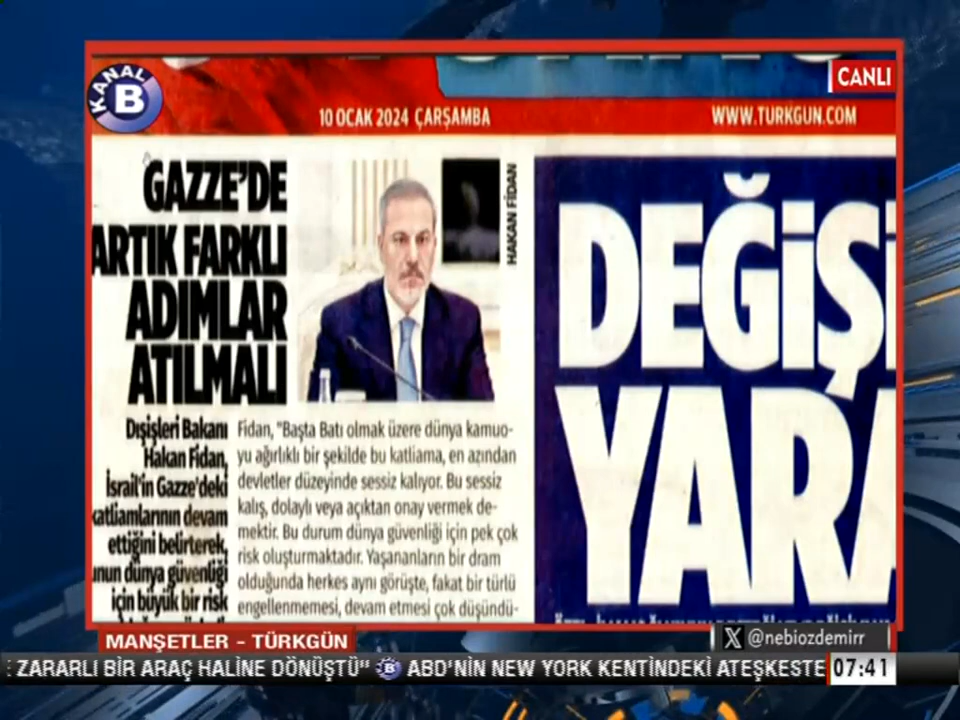 KANAL B
CANLI
10 OCAK 2024 ÇARŞAMBA
WWW.TURKGUN.COM
GAZZE'DE
ARTIK FARKLI
ADIMLAR
ATILMALI
HAKAN FİDAN
DEĞİŞİ
YARA
Dışişleri Bakanı
Hakan Fidan,
İsrail'in Gazze'deki
katliamlarının devam
ettiğini belirterek,
unun dünya güvenliği
için büyük bir risk
Fidan, "Başta Batı olmak üzere dünya kamuo-
yu ağırlıklı bir şekilde bu katliama, en azından
devletler düzeyinde sessiz kalıyor. Bu sessiz
kalış, dolaylı veya açıktan onay vermek de-
mektir. Bu durum dünya güvenliği için pek çok
risk oluşturmaktadır. Yaşananların bir dram
olduğunda herkes aynı görüşte, fakat bir türlü
engellenmemesi, devam etmesi çok düşündü-
MANŞETLER - TÜRKGÜN
X @nebiozdemirr
ZARARLI BİR ARAÇ HALİNE DÖNÜŞTÜ" B ABD'NİN NEW YORK KENTİNDEKİ ATEŞKESTE
07:41